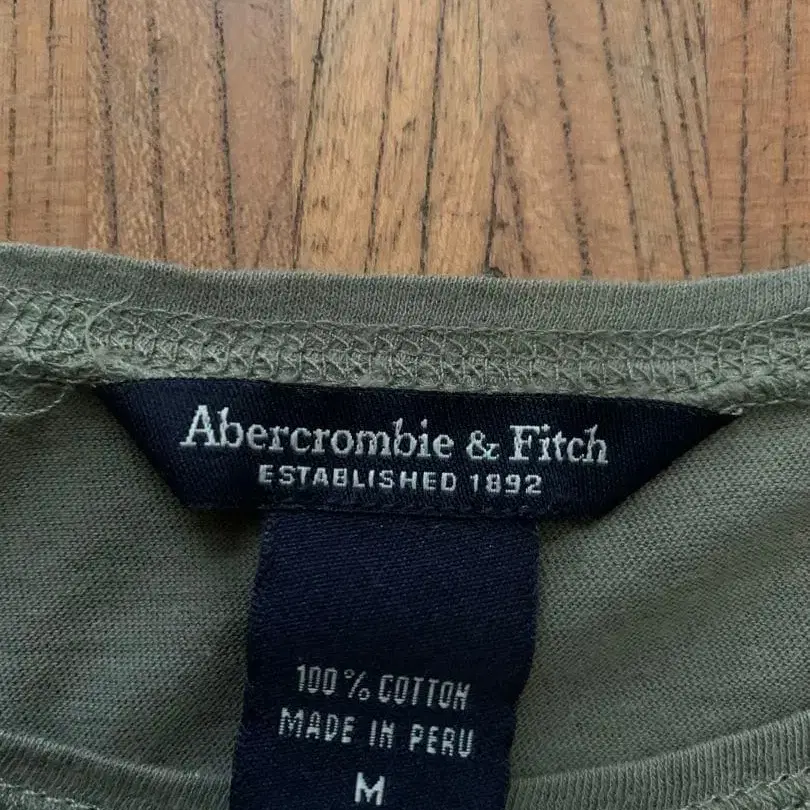 Abercrombie & Fitch
ESTABLISHED 1892
100% COTTON
MADE IN PERU
M